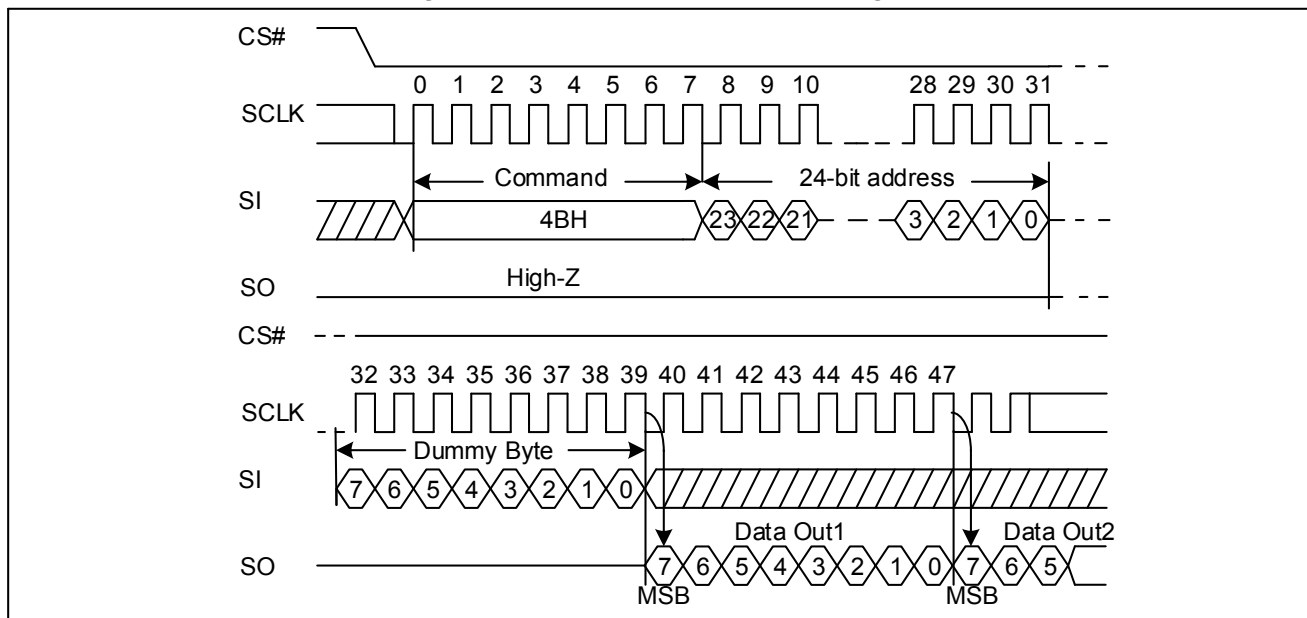 CS#
0 1 2 3 4 5 6 7 8 9 10 28 29 30 31
SCLK
Command 24-bit address
SI
4BH 23 22 21 3 2 1 0
High-Z
SO
CS#
32 33 34 35 36 37 38 39 40 41 42 43 44 45 46 47
SCLK
Dummy Byte
SI
7 6 5 4 3 2 1 0
Data Out1 Data Out2
SO
7 6 5 4 3 2 1 0 7 6 5
MSB MSB